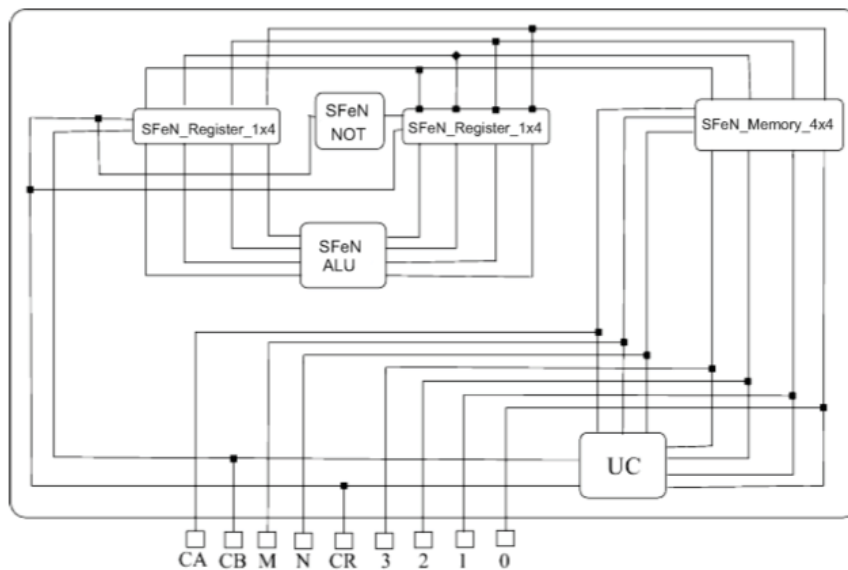 SFeN_Register_1x4
SFeN
NOT
SFeN_Register_1x4
SFeN_Memory_4x4
SFeN
ALU
UC
CA CB M N CR 3 2 1 0